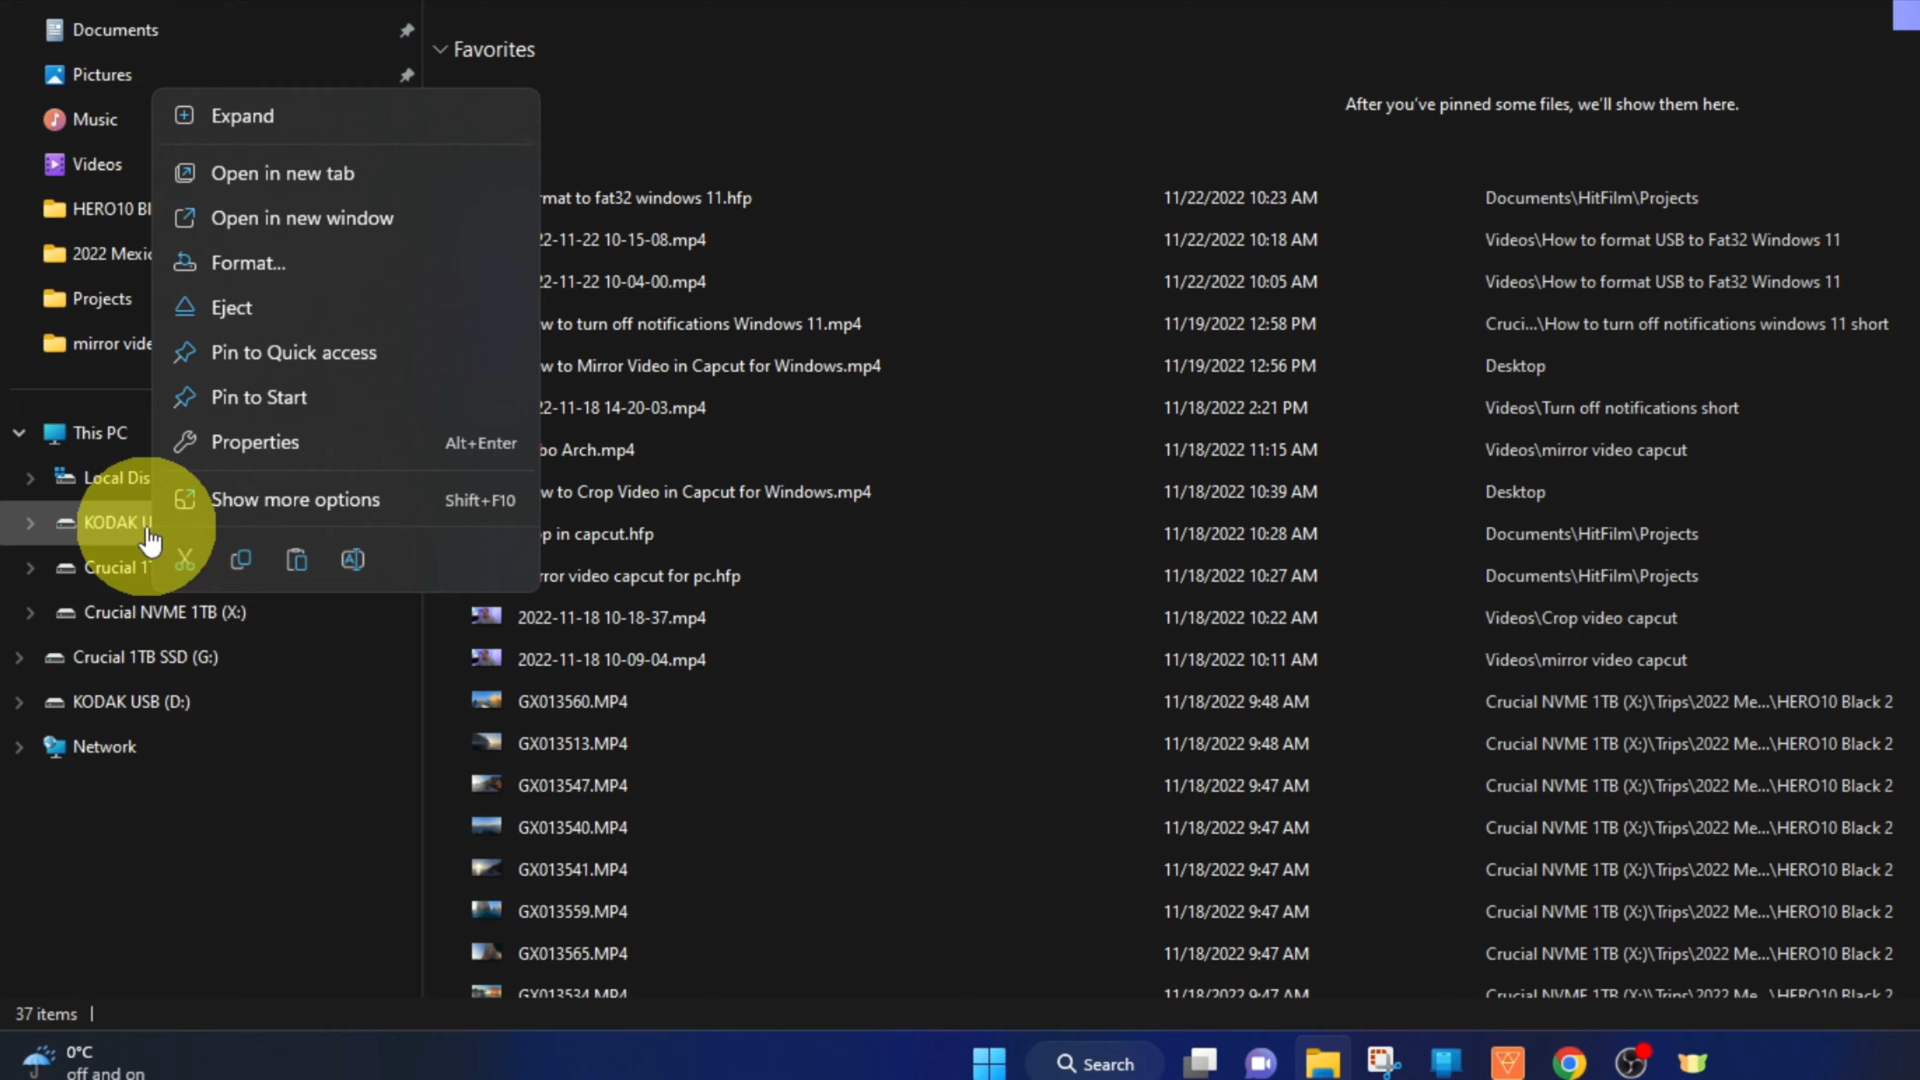 Documents
Pictures
Music
Videos
HERO10 Bl
2022 Mexic
Projects
mirror vide
This PC
Local Dis
KODAK U
Crucial 1T
Crucial NVME 1TB (X:)
Crucial 1TB SSD (G:)
KODAK USB (D:)
Network
Expand
Open in new tab
Open in new window
Format...
Eject
Pin to Quick access
Pin to Start
Properties Alt+Enter
Show more options Shift+F10
Favorites
After you've pinned some files, we'll show them here.
rmat to fat32 windows 11.hfp 11/22/2022 10:23 AM Documents\HitFilm\Projects
22-11-22 10-15-08.mp4 11/22/2022 10:18 AM Videos\How to format USB to Fat32 Windows 11
22-11-22 10-04-00.mp4 11/22/2022 10:05 AM Videos\How to format USB to Fat32 Windows 11
w to turn off notifications Windows 11.mp4 11/19/2022 12:58 PM Cruci...\How to turn off notifications windows 11 short
w to Mirror Video in Capcut for Windows.mp4 11/19/2022 12:56 PM Desktop
22-11-18 14-20-03.mp4 11/18/2022 2:21 PM Videos\Turn off notifications short
bo Arch.mp4 11/18/2022 11:15 AM Videos\mirror video capcut
w to Crop Video in Capcut for Windows.mp4 11/18/2022 10:39 AM Desktop
op in capcut.hfp 11/18/2022 10:28 AM Documents\HitFilm\Projects
rror video capcut for pc.hfp 11/18/2022 10:27 AM Documents\HitFilm\Projects
2022-11-18 10-18-37.mp4 11/18/2022 10:22 AM Videos\Crop video capcut
2022-11-18 10-09-04.mp4 11/18/2022 10:11 AM Videos\mirror video capcut
GX013560.MP4 11/18/2022 9:48 AM Crucial NVME 1TB (X:)\Trips\2022 Me...\HERO10 Black 2
GX013513.MP4 11/18/2022 9:48 AM Crucial NVME 1TB (X:)\Trips\2022 Me...\HERO10 Black 2
GX013547.MP4 11/18/2022 9:47 AM Crucial NVME 1TB (X:)\Trips\2022 Me...\HERO10 Black 2
GX013540.MP4 11/18/2022 9:47 AM Crucial NVME 1TB (X:)\Trips\2022 Me...\HERO10 Black 2
GX013541.MP4 11/18/2022 9:47 AM Crucial NVME 1TB (X:)\Trips\2022 Me...\HERO10 Black 2
GX013559.MP4 11/18/2022 9:47 AM Crucial NVME 1TB (X:)\Trips\2022 Me...\HERO10 Black 2
GX013565.MP4 11/18/2022 9:47 AM Crucial NVME 1TB (X:)\Trips\2022 Me...\HERO10 Black 2
GX013534.MP4 11/18/2022 9:47 AM Crucial NVME 1TB (X:)\Trips\2022 Me...\HERO10 Black 2
37 items
0°C
off and on
Search